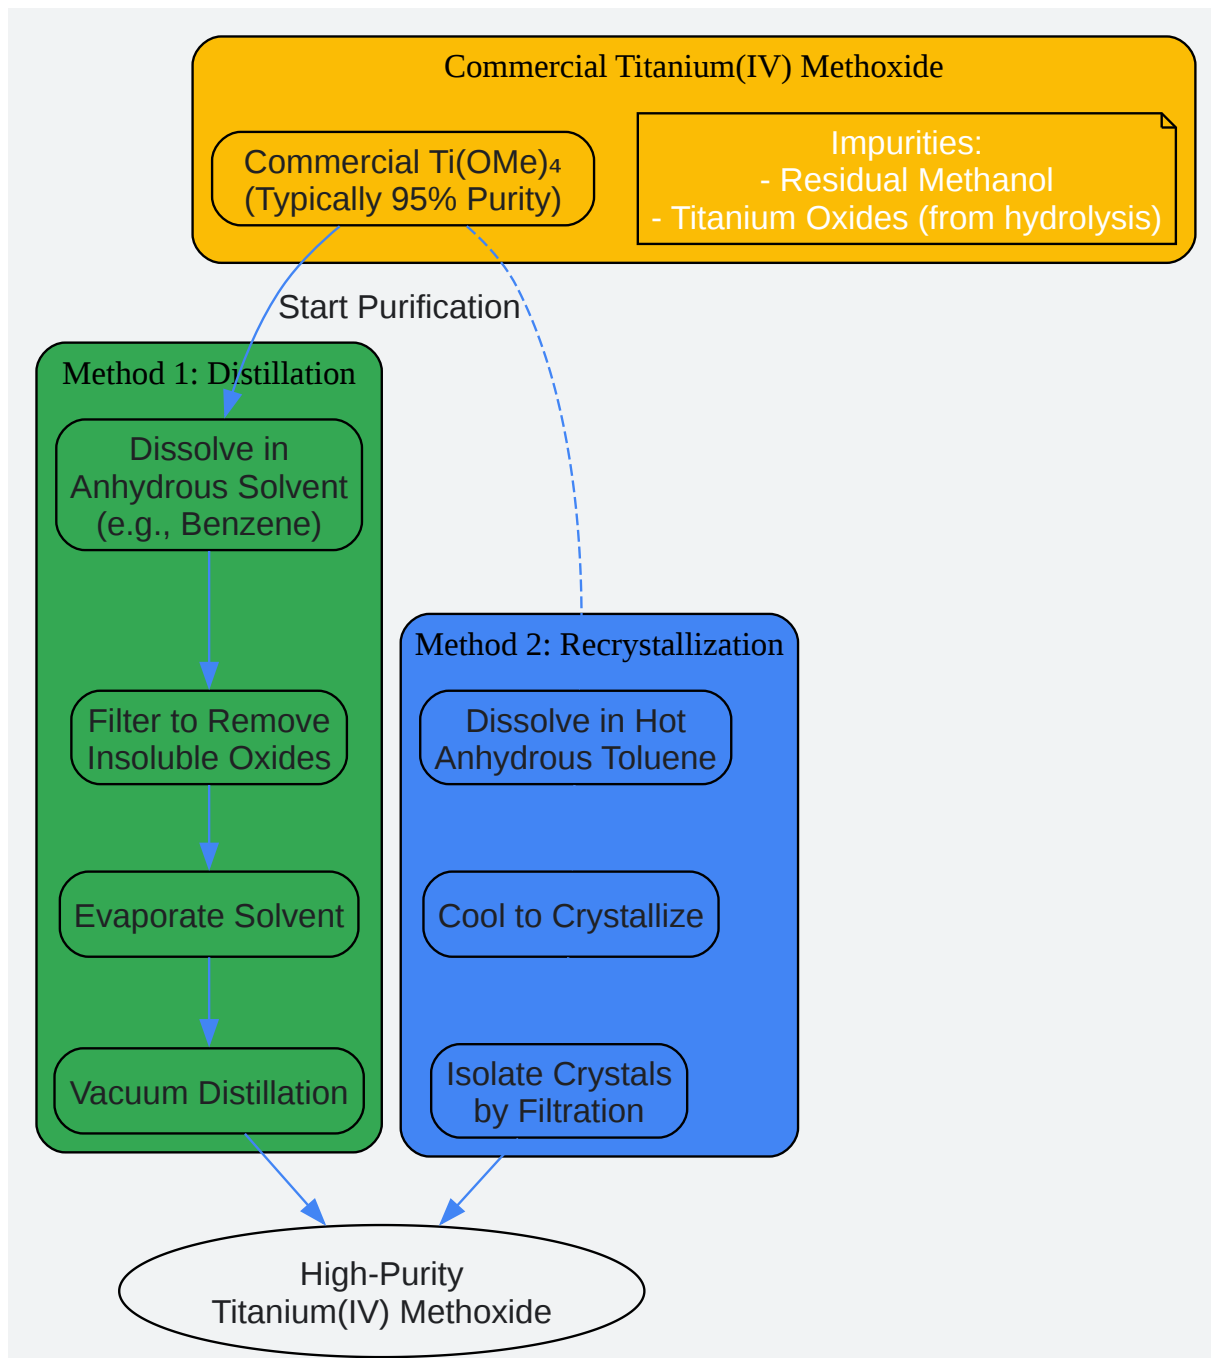 Commercial Titanium(IV) Methoxide
Commercial Ti(OMe)₄
(Typically 95% Purity)
Impurities:
- Residual Methanol
- Titanium Oxides (from hydrolysis)
Start Purification
Method 1: Distillation
Dissolve in
Anhydrous Solvent
(e.g., Benzene)
Filter to Remove
Insoluble Oxides
Evaporate Solvent
Vacuum Distillation
Method 2: Recrystallization
Dissolve in Hot
Anhydrous Toluene
Cool to Crystallize
Isolate Crystals
by Filtration
High-Purity
Titanium(IV) Methoxide